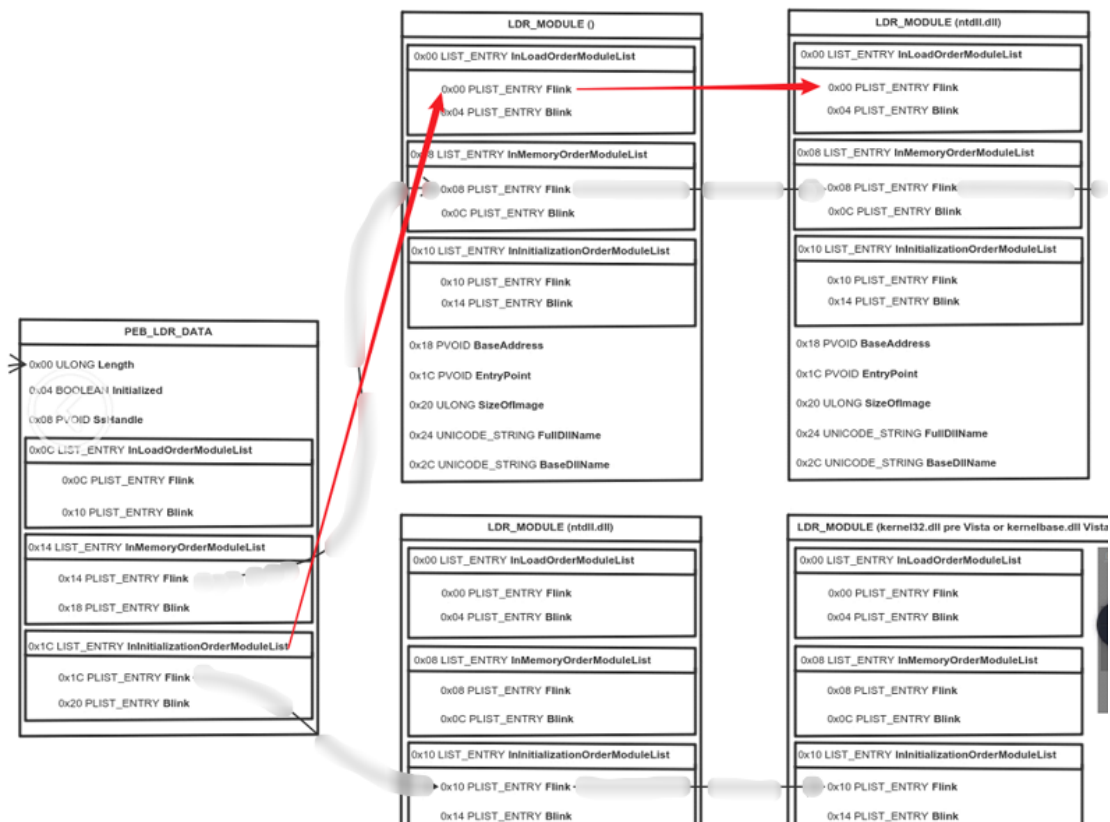 LDR_MODULE ()
0x00 LIST_ENTRY InLoadOrderModuleList
0x00 PLIST_ENTRY Flink
0x04 PLIST_ENTRY Blink
0x08 LIST_ENTRY InMemoryOrderModuleList
0x08 PLIST_ENTRY Flink
0x0C PLIST_ENTRY Blink
0x10 LIST_ENTRY InInitializationOrderModuleList
0x10 PLIST_ENTRY Flink
0x14 PLIST_ENTRY Blink
0x18 PVOID BaseAddress
0x1C PVOID EntryPoint
0x20 ULONG SizeOfImage
0x24 UNICODE_STRING FullDllName
0x2C UNICODE_STRING BaseDllName
LDR_MODULE (ntdll.dll)
0x00 LIST_ENTRY InLoadOrderModuleList
0x00 PLIST_ENTRY Flink
0x04 PLIST_ENTRY Blink
0x08 LIST_ENTRY InMemoryOrderModuleList
0x08 PLIST_ENTRY Flink
0x0C PLIST_ENTRY Blink
0x10 LIST_ENTRY InInitializationOrderModuleList
0x10 PLIST_ENTRY Flink
0x14 PLIST_ENTRY Blink
0x18 PVOID BaseAddress
0x1C PVOID EntryPoint
0x20 ULONG SizeOfImage
0x24 UNICODE_STRING FullDllName
0x2C UNICODE_STRING BaseDllName
PEB_LDR_DATA
0x00 ULONG Length
0x04 BOOLEAN Initialized
0x08 PVOID SsHandle
0x0C LIST_ENTRY InLoadOrderModuleList
0x0C PLIST_ENTRY Flink
0x10 PLIST_ENTRY Blink
0x14 LIST_ENTRY InMemoryOrderModuleList
0x14 PLIST_ENTRY Flink
0x18 PLIST_ENTRY Blink
0x1C LIST_ENTRY InInitializationOrderModuleList
0x1C PLIST_ENTRY Flink
0x20 PLIST_ENTRY Blink
LDR_MODULE (ntdll.dll)
0x00 LIST_ENTRY InLoadOrderModuleList
0x00 PLIST_ENTRY Flink
0x04 PLIST_ENTRY Blink
0x08 LIST_ENTRY InMemoryOrderModuleList
0x08 PLIST_ENTRY Flink
0x0C PLIST_ENTRY Blink
0x10 LIST_ENTRY InInitializationOrderModuleList
0x10 PLIST_ENTRY Flink
0x14 PLIST_ENTRY Blink
LDR_MODULE (kernel32.dll pre Vista or kernelbase.dll Vista
0x00 LIST_ENTRY InLoadOrderModuleList
0x00 PLIST_ENTRY Flink
0x04 PLIST_ENTRY Blink
0x08 LIST_ENTRY InMemoryOrderModuleList
0x08 PLIST_ENTRY Flink
0x0C PLIST_ENTRY Blink
0x10 LIST_ENTRY InInitializationOrderModuleList
0x10 PLIST_ENTRY Flink
0x14 PLIST_ENTRY Blink